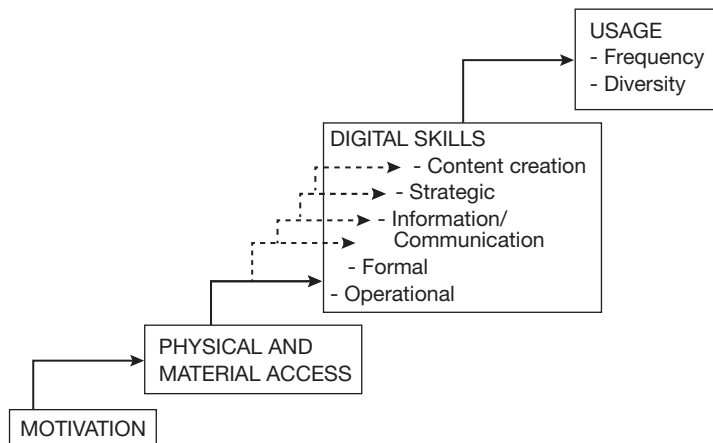 USAGE
- Frequency
- Diversity
DIGITAL SKILLS
- Content creation
- Strategic
- Information/
Communication
- Formal
- Operational
PHYSICAL AND
MATERIAL ACCESS
MOTIVATION